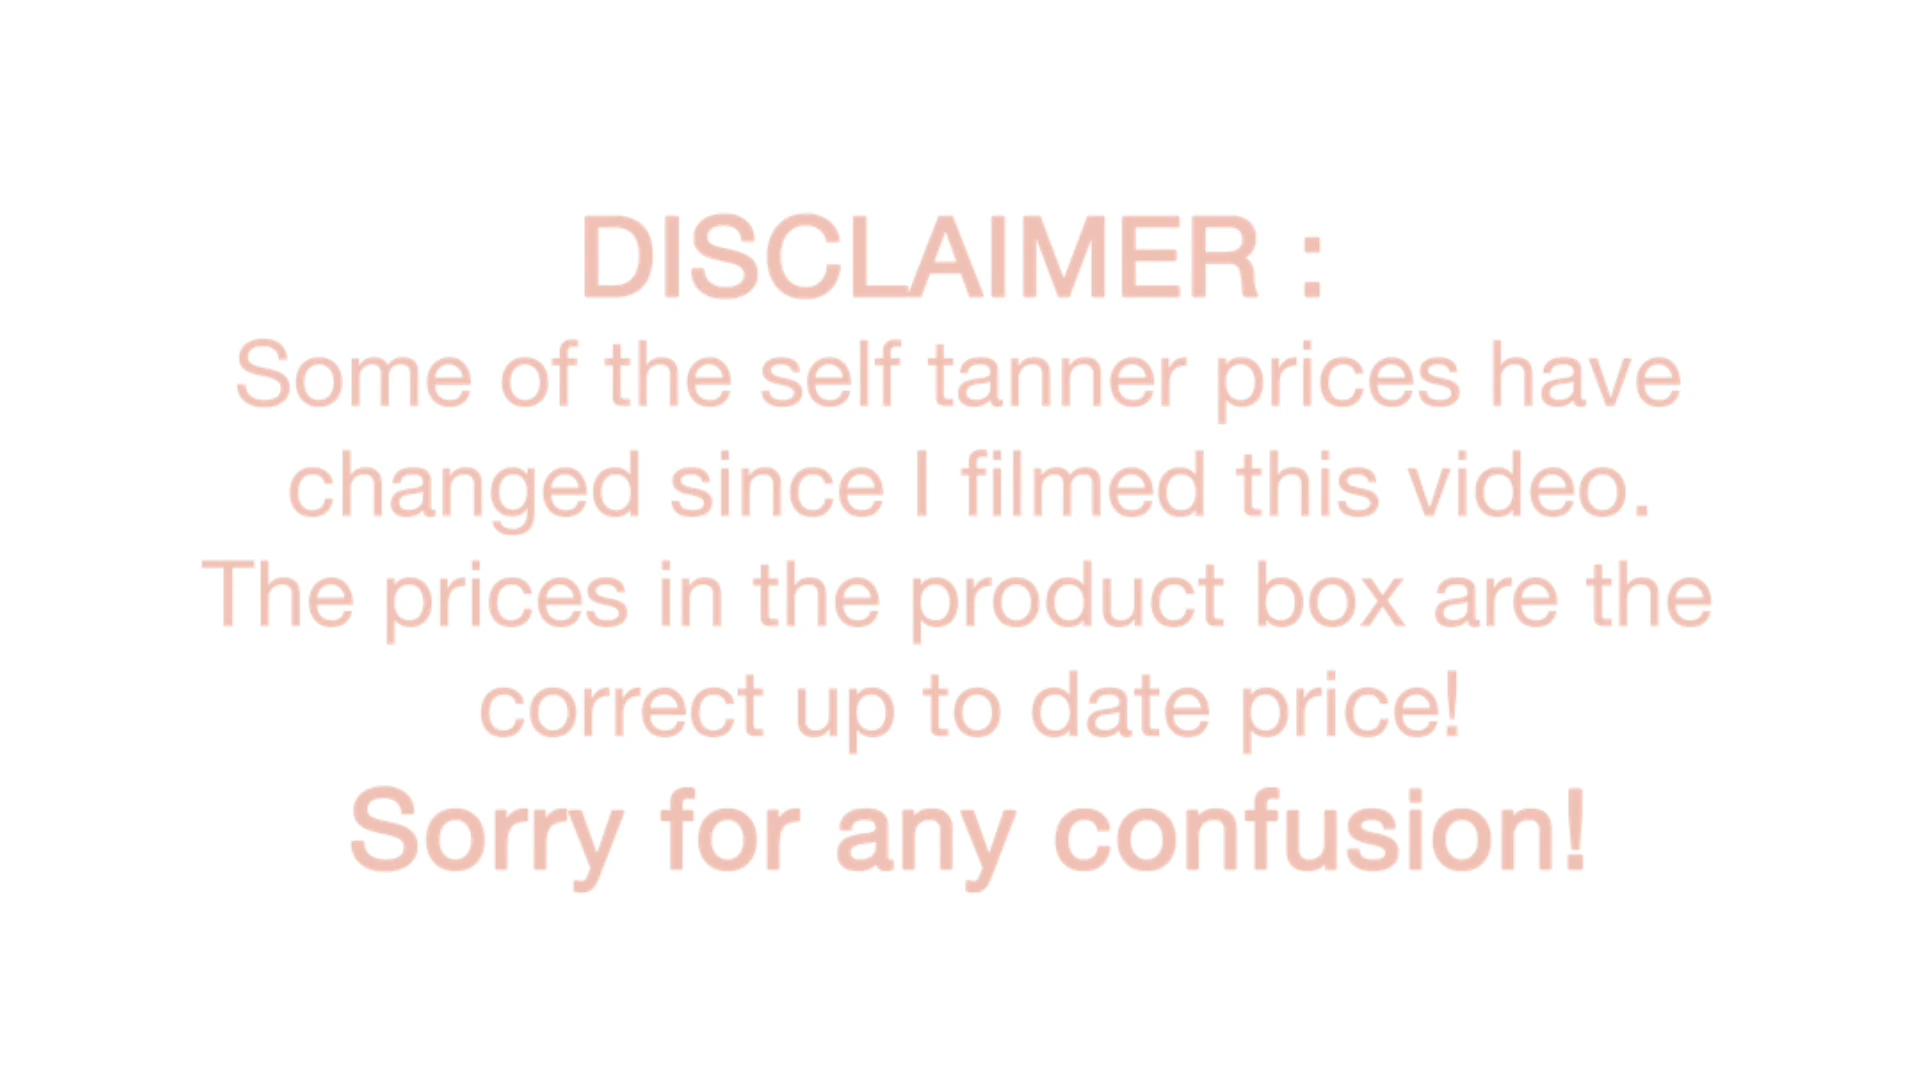 DISCLAIMER :
Some of the self tanner prices have
changed since I filmed this video.
The prices in the product box are the
correct up to date price!
Sorry for any confusion!